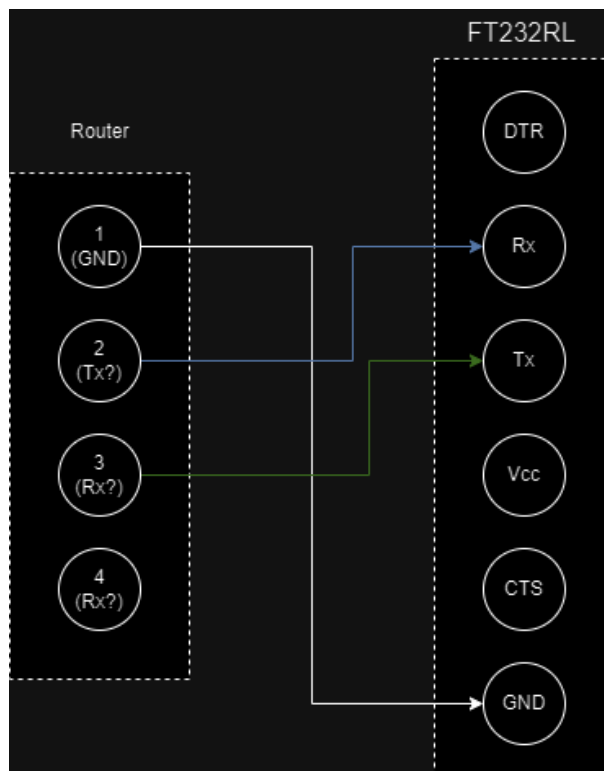 FT232RL
Router
DTR
1
(GND)
Rx
2
(Tx?)
Tx
3
(Rx?)
Vcc
4
(Rx?)
CTS
GND